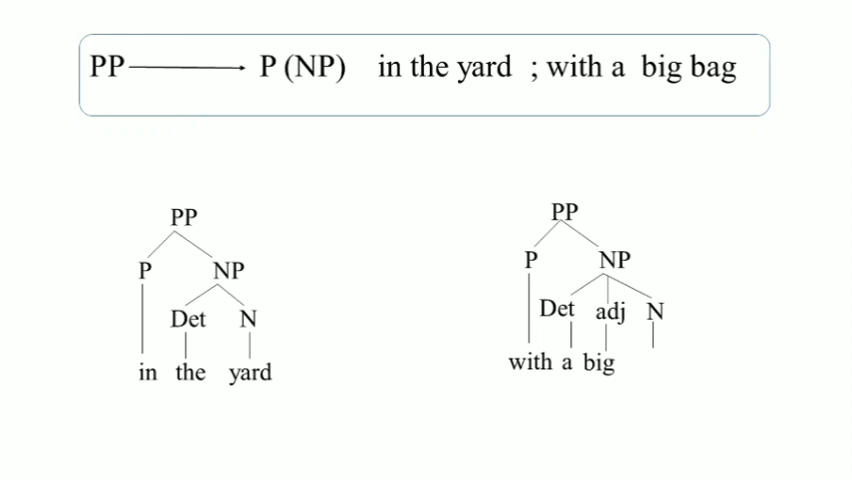 PP P (NP) in the yard ; with a big bag
PP
P NP
Det N
in the yard
PP
P NP
Det adj N
with a big